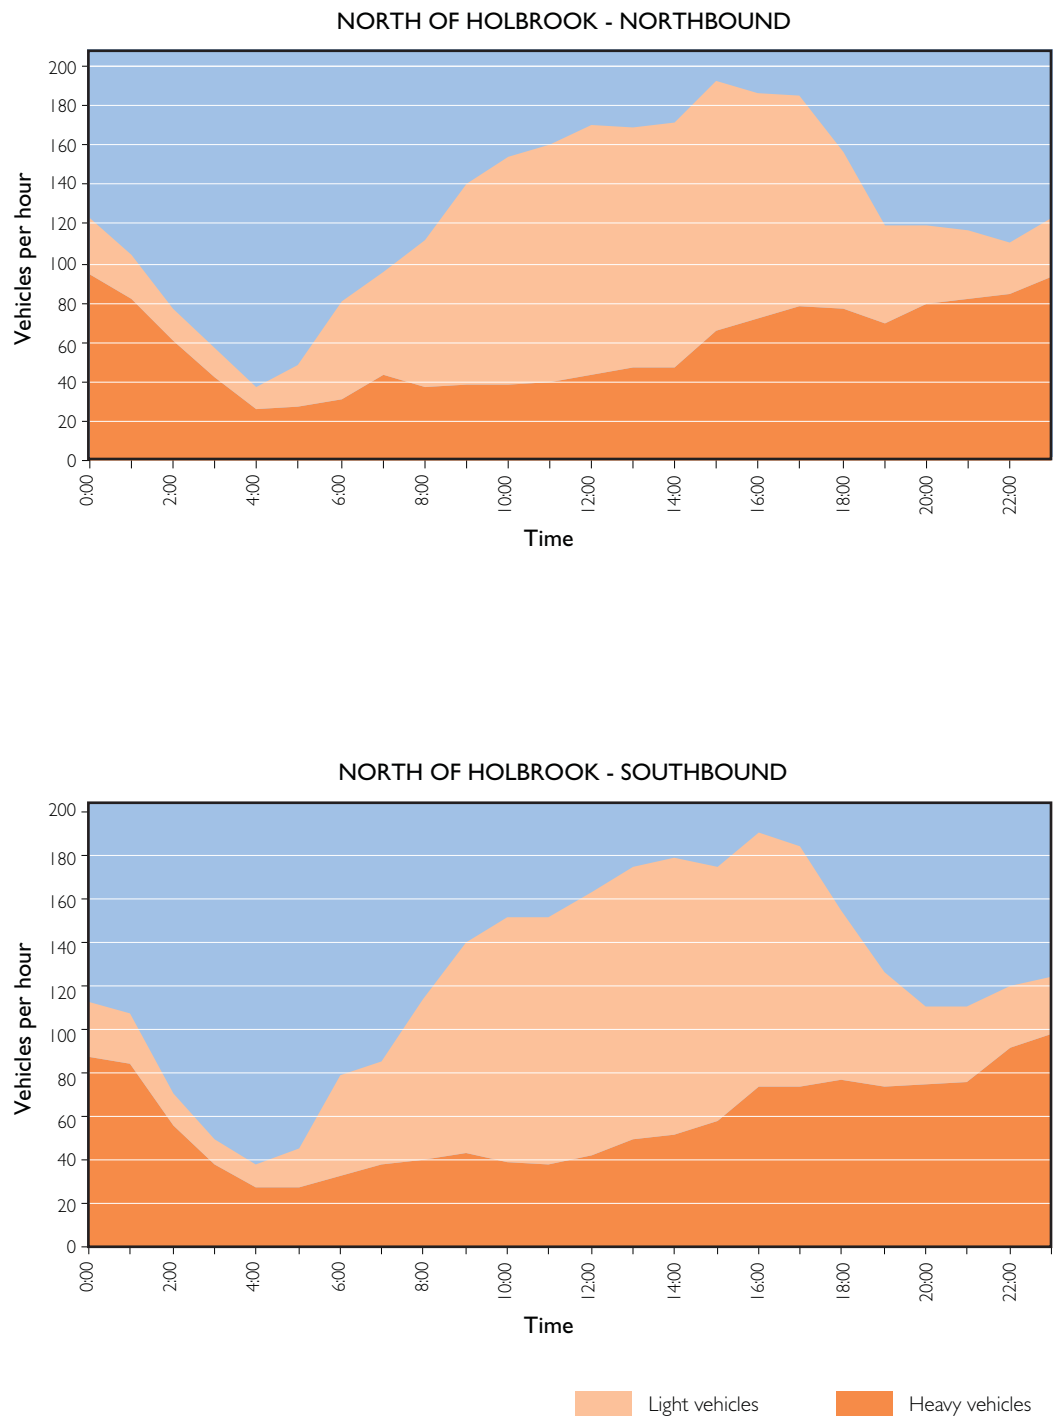 NORTH OF HOLBROOK - NORTHBOUND
Vehicles per hour
200
180
160
140
120
100
80
60
40
20
0
0:00 2:00 4:00 6:00 8:00 10:00 12:00 14:00 16:00 18:00 20:00 22:00
Time
NORTH OF HOLBROOK - SOUTHBOUND
Vehicles per hour
200
180
160
140
120
100
80
60
40
20
0
0:00 2:00 4:00 6:00 8:00 10:00 12:00 14:00 16:00 18:00 20:00 22:00
Time
Light vehicles Heavy vehicles